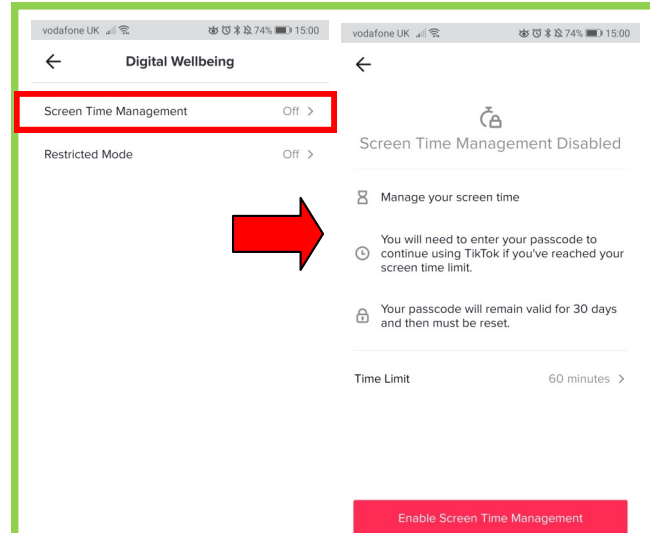 vodafone UK 74% 15:00
Digital Wellbeing
Screen Time Management Off
Restricted Mode Off
vodafone UK 74% 15:00
Screen Time Management Disabled
Manage your screen time
You will need to enter your passcode to
continue using TikTok if you've reached your
screen time limit.
Your passcode will remain valid for 30 days
and then must be reset.
Time Limit 60 minutes
Enable Screen Time Management